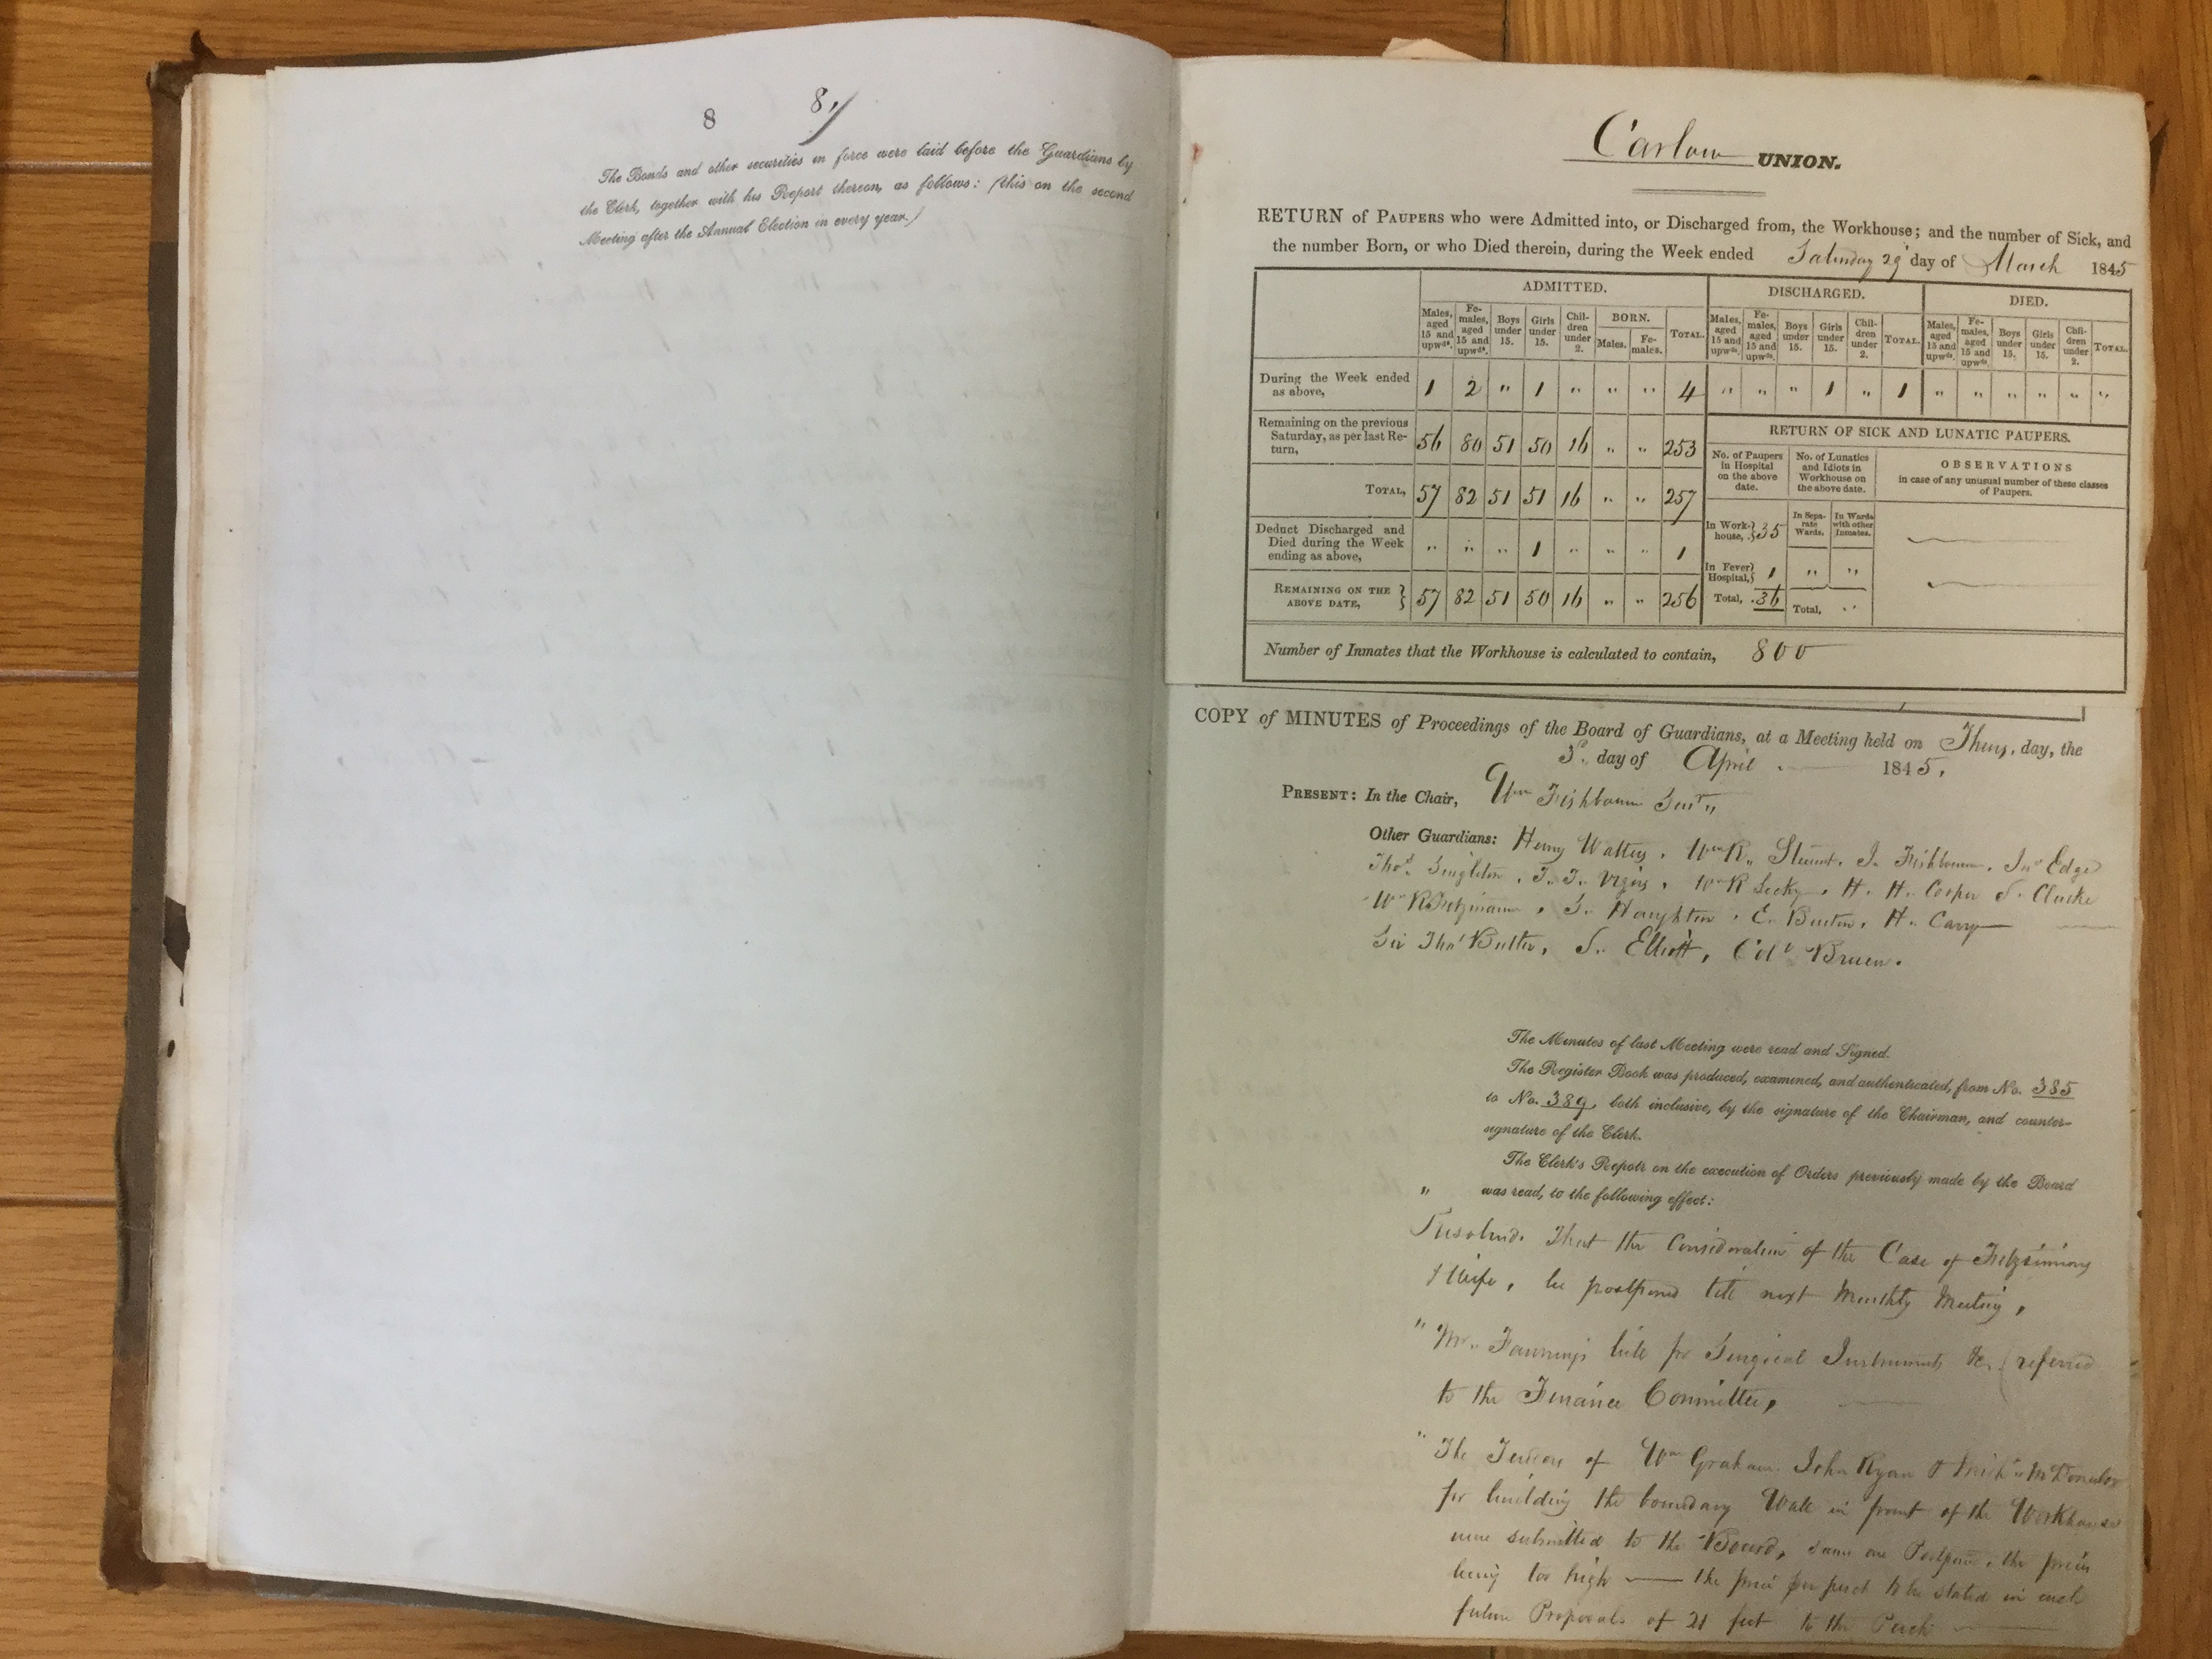 8 8.
The Bonds and other securities in force were laid before the Guardians by
the Clerk, together with his Report thereon, as follows: (this on the second
Meeting after the Annual Election in every year.)
Carlow UNION.
RETURN of PAUPERS who were Admitted into, or Discharged from, the Workhouse; and the number of Sick, and
the number Born, or who Died therein, during the Week ended Saturday 29 day of March 1845
ADMITTED. DISCHARGED. DIED.
Males, aged 15 and upwds. Females, aged 15 and upwds. Boys under 15. Girls under 15. Children under 2. BORN. Males. Females. TOTAL. Males, aged 15 and upwds. Females, aged 15 and upwds. Boys under 15. Girls under 15. Children under 2. TOTAL. Males, aged 15 and upwds. Females, aged 15 and upwds. Boys under 15. Girls under 15. Children under 2. TOTAL.
During the Week ended as above, 1 2 " 1 " " " 4 " " " 1 " 1 " " " " " "
Remaining on the previous Saturday, as per last Return, 56 80 51 50 16 " " 253
TOTAL, 57 82 51 51 16 " " 257
Deduct Discharged and Died during the Week ending as above, " " " 1 " " " 1
REMAINING ON THE ABOVE DATE, } 57 82 51 50 16 " " 256
RETURN OF SICK AND LUNATIC PAUPERS.
No. of Paupers in Hospital on the above date. No. of Lunatics and Idiots in Workhouse on the above date. OBSERVATIONS in case of any unusual number of these classes of Paupers.
In Separate Wards. In Wards with other Inmates.
In Workhouse, } 35
In Fever Hospital, } 1 " "
Total, 36 Total, "
Number of Inmates that the Workhouse is calculated to contain, 800
COPY of MINUTES of Proceedings of the Board of Guardians, at a Meeting held on Thurs.day, the
3d. day of April 1845.
PRESENT: In the Chair, Wm Fishbourn Senr"
Other Guardians: Henry Watters, Wm R. Stuart, J. Fishbourn, Jno Edge
Thos. Singleton, T. T. Vigors, Wm R Lecky, H. H. Cooper S. Clarke
Wm R Fitzmaurice, S. Haughton, E. Burton, H. Carey
Sir Thos Butler, S. Elliott, Coll Bruen.
The Minutes of last Meeting were read and Signed.
The Register Book was produced, examined, and authenticated, from No. 385
to No. 389, both inclusive, by the signature of the Chairman, and counter-
signature of the Clerk.
The Clerk's Repotr on the execution of Orders previously made by the Board
" was read, to the following effect:
Resolved. That the Consideration of the Case of Fitzsimons
& Wife, be postponed till next Monthly Meeting,
" Mr. Fanning's bill for Surgical Instruments &c. (referred
to the Finance Committee,
" The Tenders of Wm Graham. John Ryan & McDonald
for building the boundary Wall in front of the Workhouse
were submitted to the Board, same are Postpond, the prices
being too high — the price per perch to be stated in each
future Proposals of 21 feet to the Perch